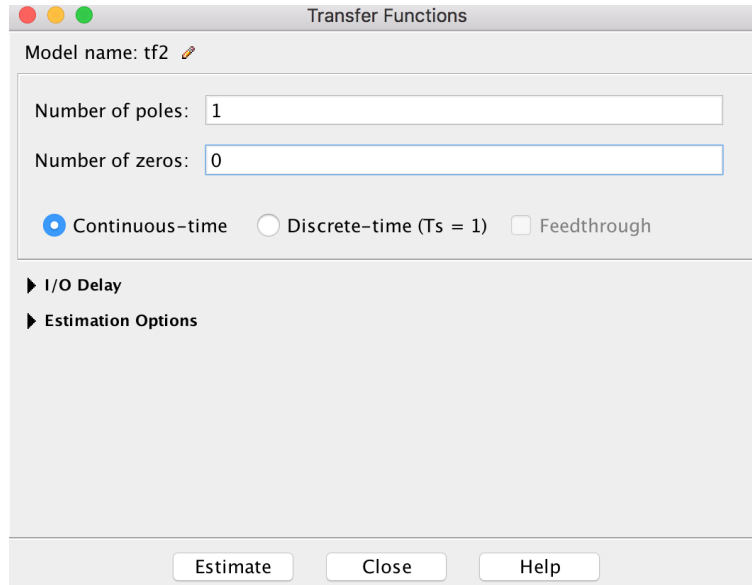 Transfer Functions
Model name: tf2
Number of poles: 1
Number of zeros: 0
Continuous-time Discrete-time (Ts = 1) Feedthrough
I/O Delay
Estimation Options
Estimate Close Help